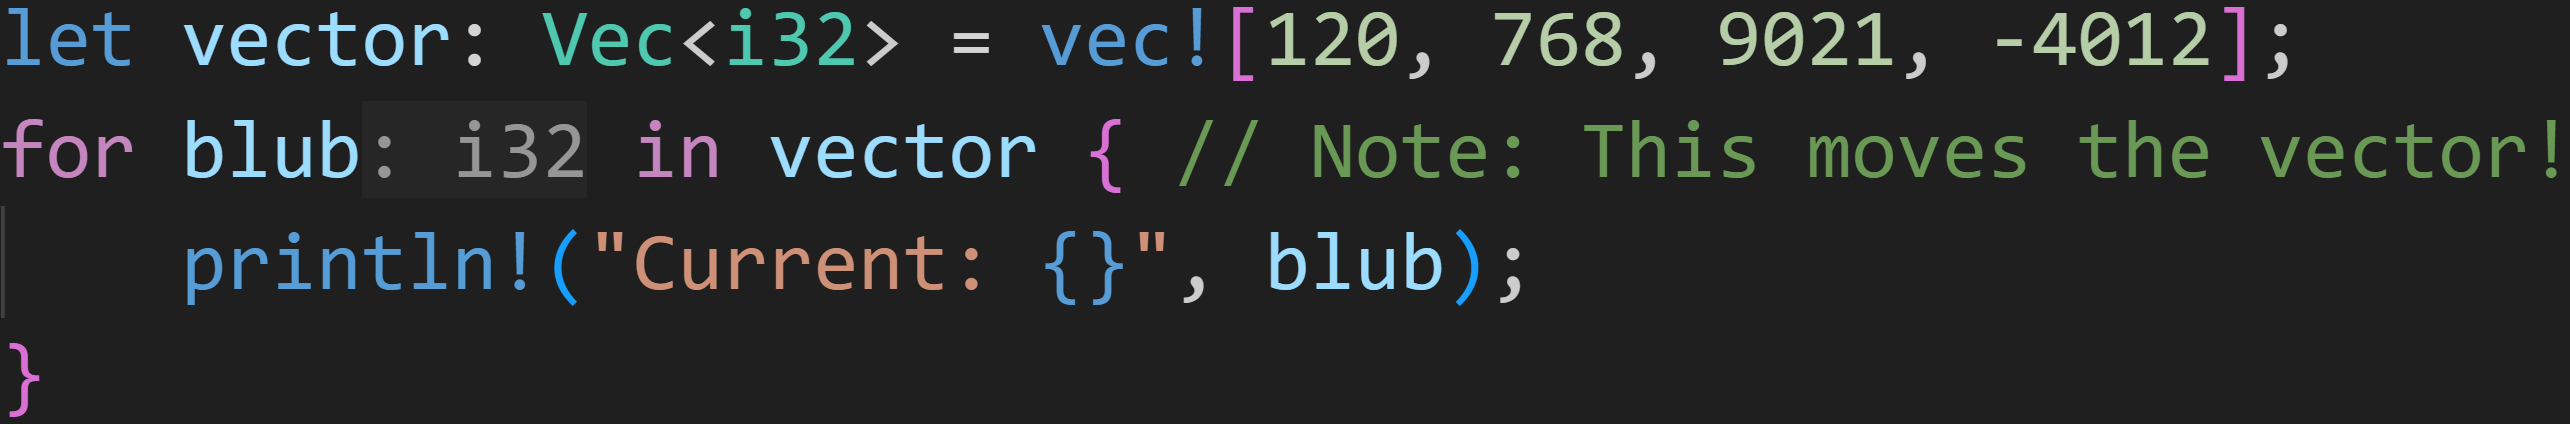 let vector: Vec<i32> = vec![120, 768, 9021, -4012];
for blub: i32 in vector { // Note: This moves the vector!
    println!("Current: {}", blub);
}